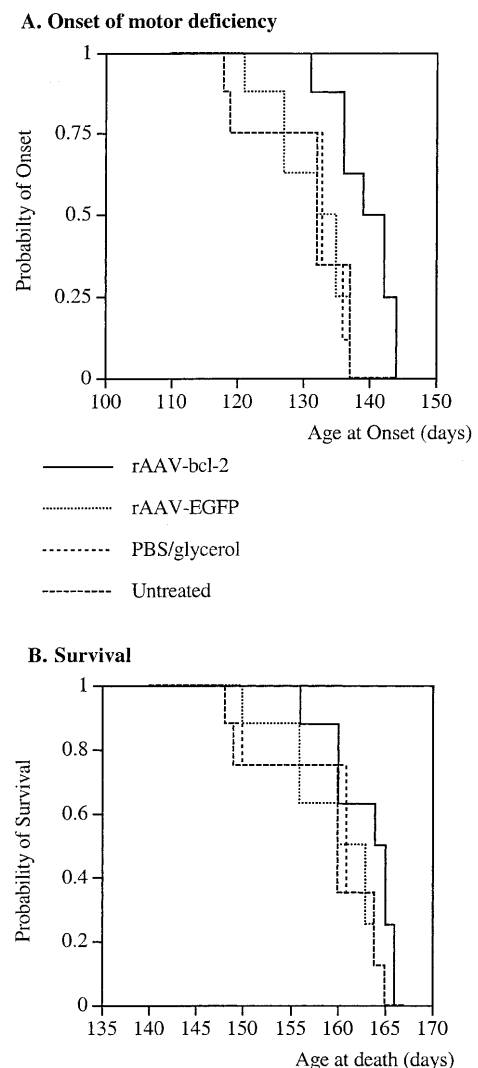 A. Onset of motor deficiency
1
0.75
0.5
0.25
0
Probabilty of Onset
100 110 120 130 140 150
Age at Onset (days)
rAAV-bcl-2
rAAV-EGFP
PBS/glycerol
Untreated
B. Survival
1
0.8
0.6
0.4
0.2
0
Probability of Survival
135 140 145 150 155 160 165 170
Age at death (days)